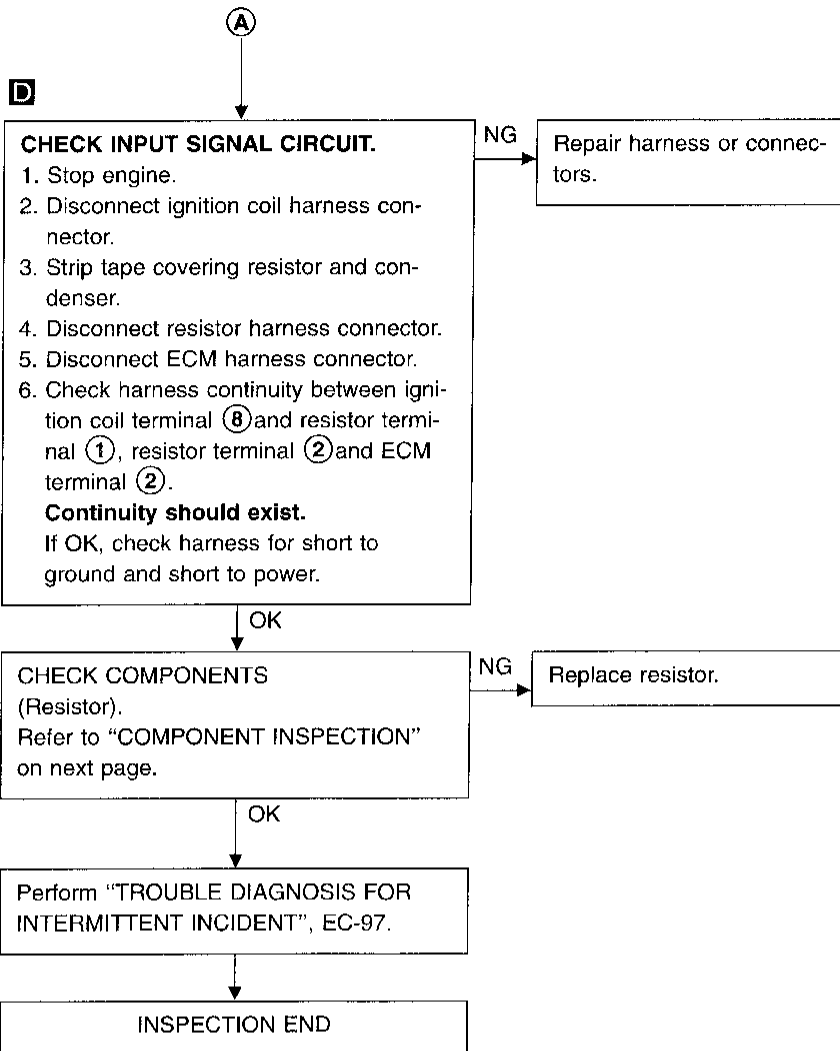 A
D
CHECK INPUT SIGNAL CIRCUIT.
1. Stop engine.
2. Disconnect ignition coil harness con-
nector.
3. Strip tape covering resistor and con-
denser.
4. Disconnect resistor harness connector.
5. Disconnect ECM harness connector.
6. Check harness continuity between igni-
tion coil terminal ⑧ and resistor termi-
nal ①, resistor terminal ② and ECM
terminal ②.
Continuity should exist.
If OK, check harness for short to
ground and short to power.
NG
Repair harness or connec-
tors.
OK
CHECK COMPONENTS
(Resistor).
Refer to “COMPONENT INSPECTION”
on next page.
NG
Replace resistor.
OK
Perform “TROUBLE DIAGNOSIS FOR
INTERMITTENT INCIDENT”, EC-97.
INSPECTION END